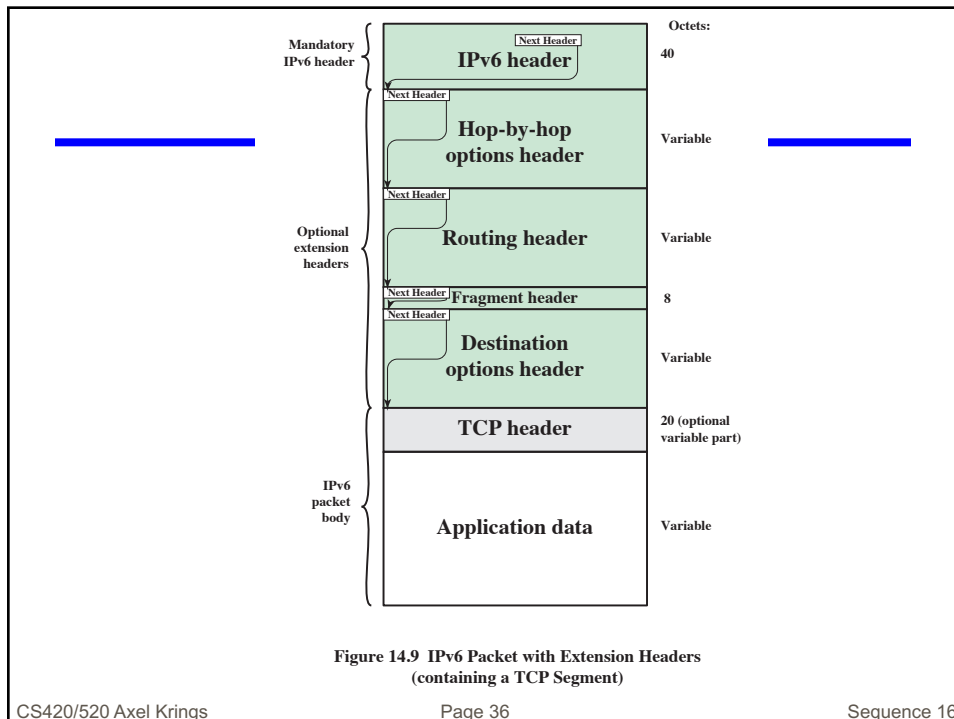 Octets:
Mandatory
IPv6 header
Next Header
IPv6 header
40
Next Header
Hop-by-hop
options header
Variable
Optional
extension
headers
Next Header
Routing header
Variable
Next Header
Fragment header
8
Next Header
Destination
options header
Variable
TCP header
20 (optional
variable part)
IPv6
packet
body
Application data
Variable
Figure 14.9 IPv6 Packet with Extension Headers
(containing a TCP Segment)
CS420/520 Axel Krings
Page 36
Sequence 16